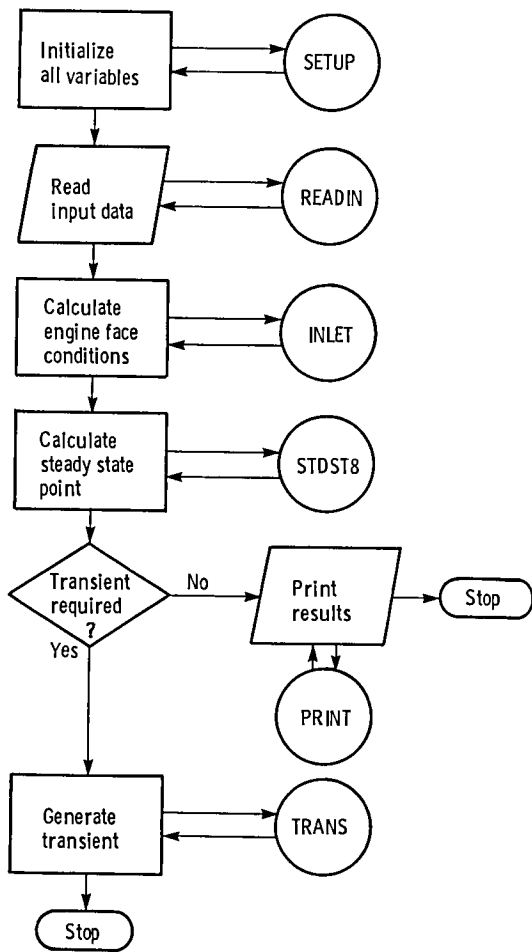 Initialize
all variables
SETUP
Read
input data
READIN
Calculate
engine face
conditions
INLET
Calculate
steady state
point
STDST8
Transient
required
?
No
Yes
Print
results
Stop
PRINT
Generate
transient
TRANS
Stop